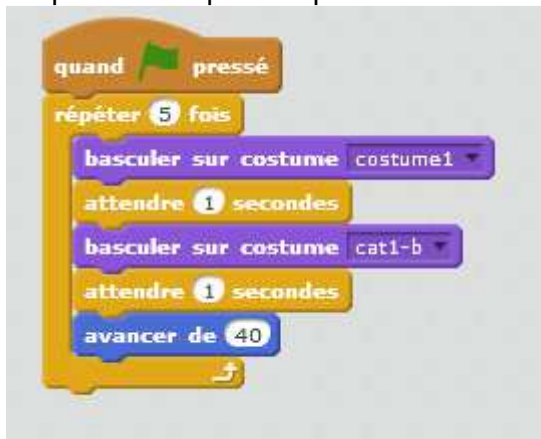 quand pressé
répéter 5 fois
basculer sur costume costume1
attendre 1 secondes
basculer sur costume cat1-b
attendre 1 secondes
avancer de 40